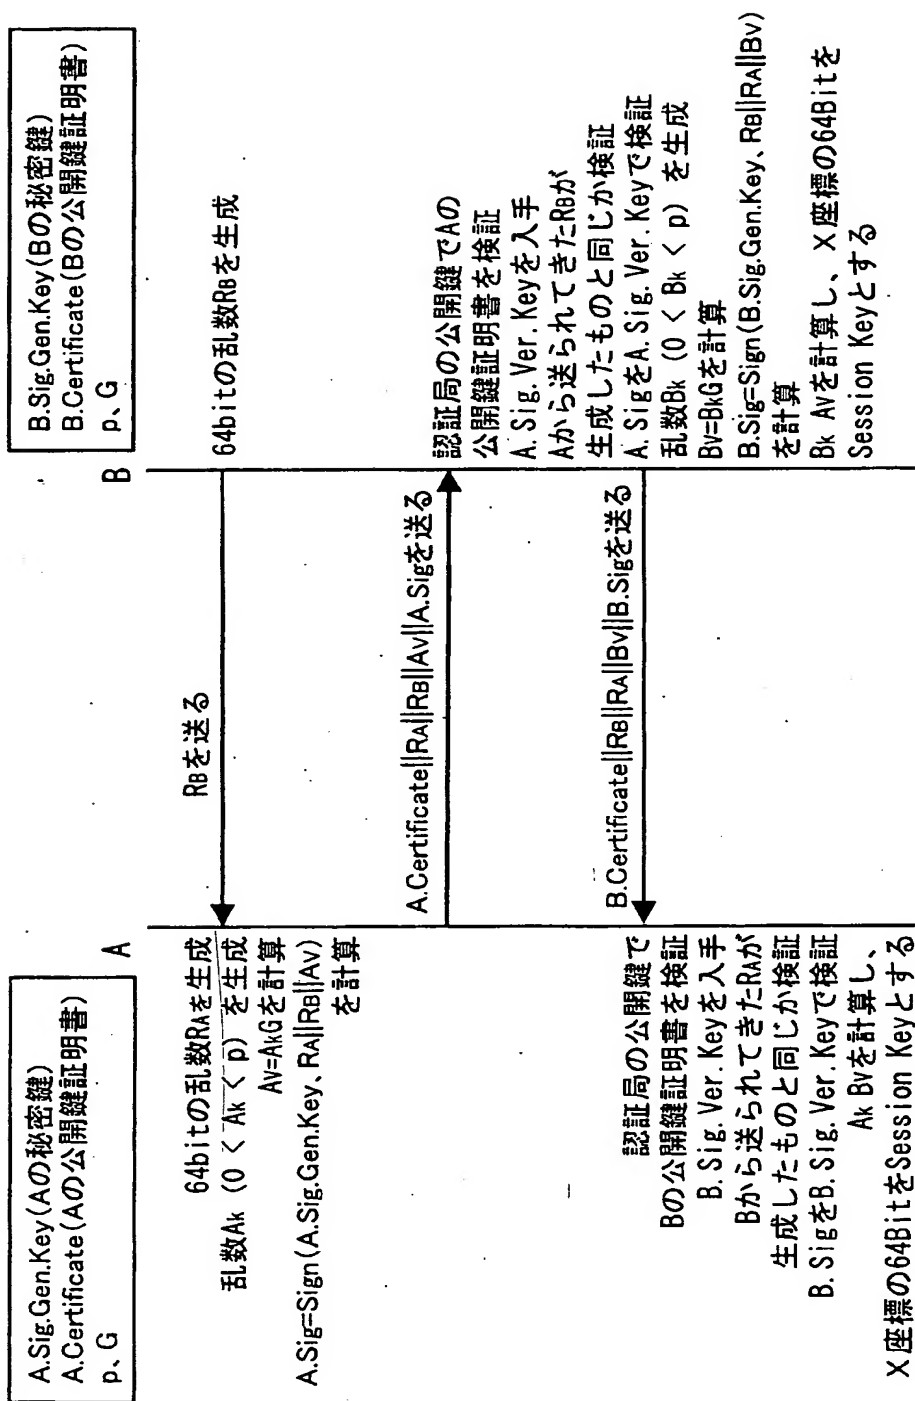 A.Sig.Gen.Key(Aの秘密鍵)
A.Certificate(Aの公開鍵証明書)
p、G
B.Sig.Gen.Key(Bの秘密鍵)
B.Certificate(Bの公開鍵証明書)
p、G
A
B
64bitの乱数RBを生成
RBを送る
64bitの乱数RAを生成
乱数Ak (0 < Ak < p) を生成
Av=AkGを計算
A.Sig=Sign(A.Sig.Gen.Key、RA||RB||Av)
を計算
A.Certificate||RA||RB||Av||A.Sigを送る
認証局の公開鍵でAの
公開鍵証明書を検証
A.Sig.Ver.Keyを入手
Aから送られてきたRBが
生成したものと同じか検証
A.SigをA.Sig.Ver.Keyで検証
乱数Bk (0 < Bk < p) を生成
Bv=BkGを計算
B.Sig=Sign(B.Sig.Gen.Key、RB||RA||Bv)
を計算
Bk Avを計算し、X座標の64Bitを
Session Keyとする
B.Certificate||RB||RA||Bv||B.Sigを送る
認証局の公開鍵で
Bの公開鍵証明書を検証
B.Sig.Ver.Keyを入手
Bから送られてきたRAが
生成したものと同じか検証
B.SigをB.Sig.Ver.Keyで検証
Ak Bvを計算し、
X座標の64BitをSession Keyとする